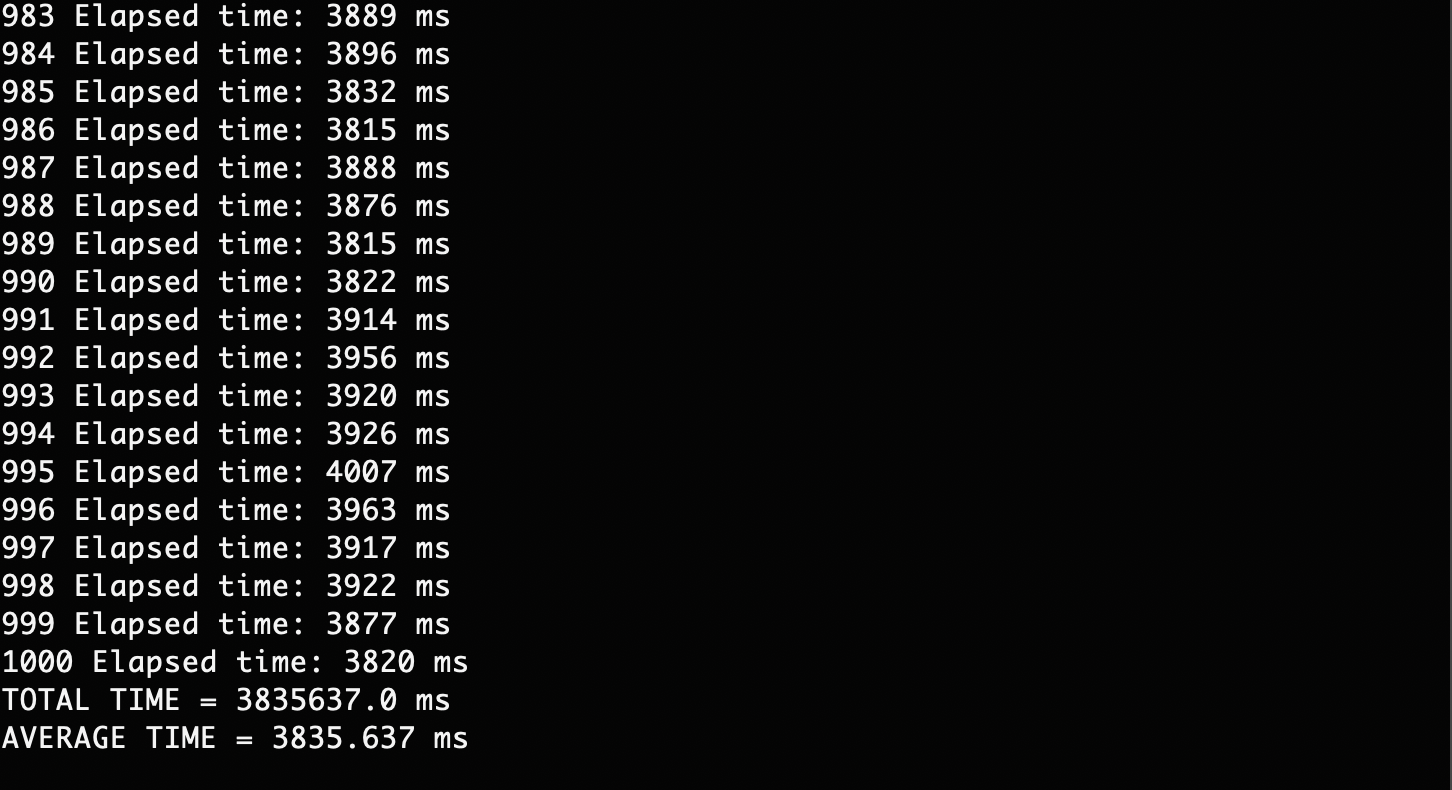 983 Elapsed time: 3889 ms
984 Elapsed time: 3896 ms
985 Elapsed time: 3832 ms
986 Elapsed time: 3815 ms
987 Elapsed time: 3888 ms
988 Elapsed time: 3876 ms
989 Elapsed time: 3815 ms
990 Elapsed time: 3822 ms
991 Elapsed time: 3914 ms
992 Elapsed time: 3956 ms
993 Elapsed time: 3920 ms
994 Elapsed time: 3926 ms
995 Elapsed time: 4007 ms
996 Elapsed time: 3963 ms
997 Elapsed time: 3917 ms
998 Elapsed time: 3922 ms
999 Elapsed time: 3877 ms
1000 Elapsed time: 3820 ms
TOTAL TIME = 3835637.0 ms
AVERAGE TIME = 3835.637 ms